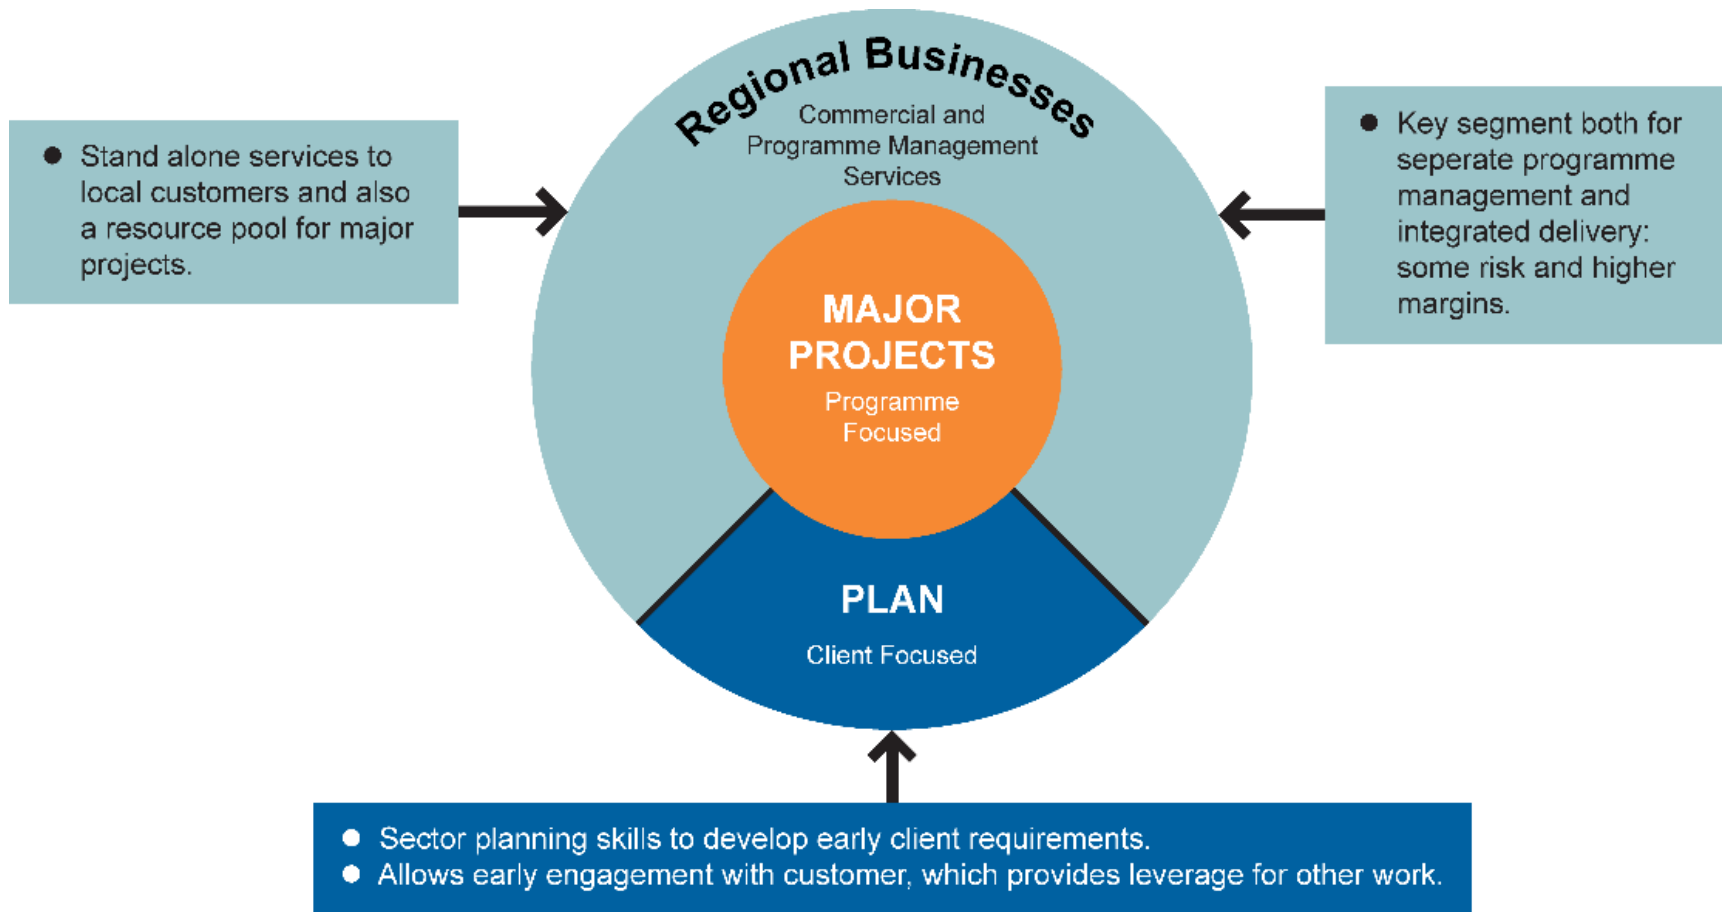 Regional Businesses
Commercial and
Programme Management
Services
● Stand alone services to
local customers and also
a resource pool for major
projects.
● Key segment both for
seperate programme
management and
integrated delivery:
some risk and higher
margins.
MAJOR
PROJECTS
Programme
Focused
PLAN
Client Focused
● Sector planning skills to develop early client requirements.
● Allows early engagement with customer, which provides leverage for other work.